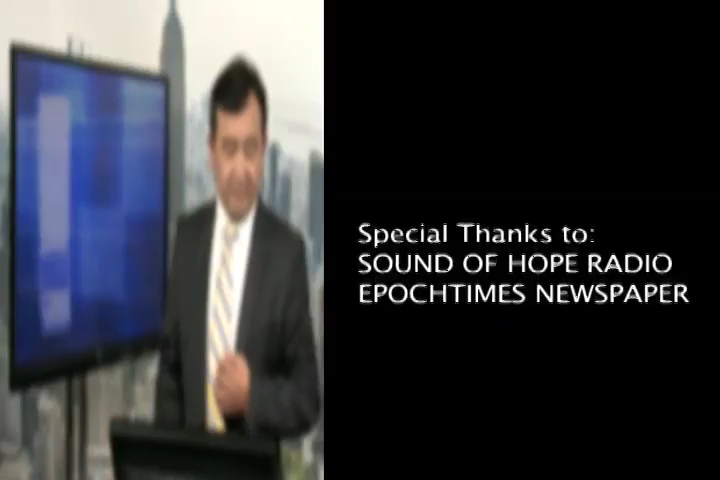 Special Thanks to:
SOUND OF HOPE RADIO
EPOCHTIMES NEWSPAPER